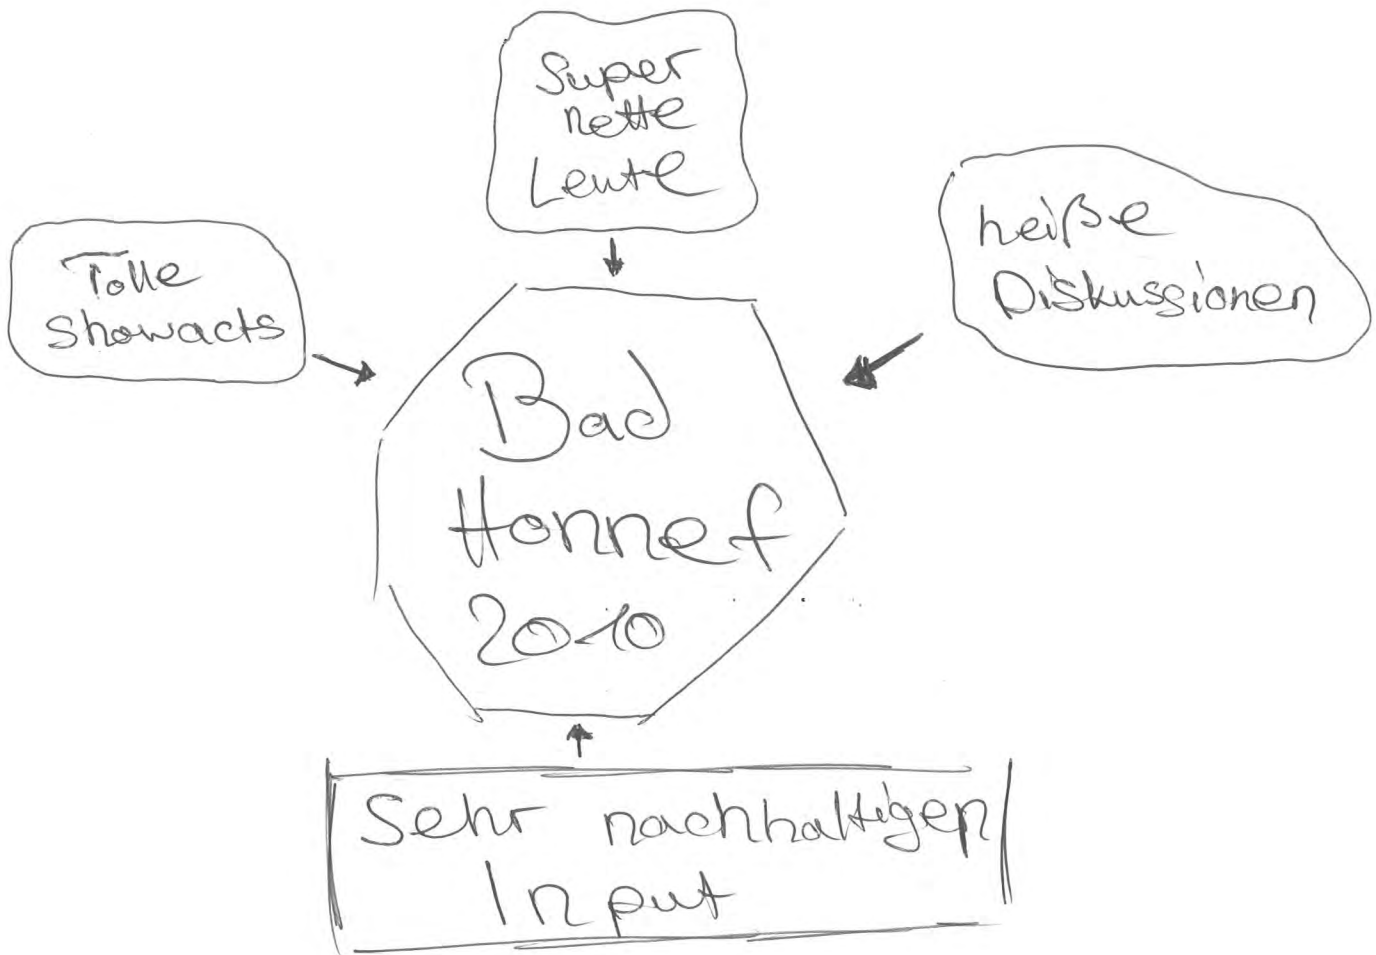 Super
nette
Leute
Tolle
Showacts
heiße
Diskussionen
Bad
Honnef
2010
Sehr nachhaltigen
Input